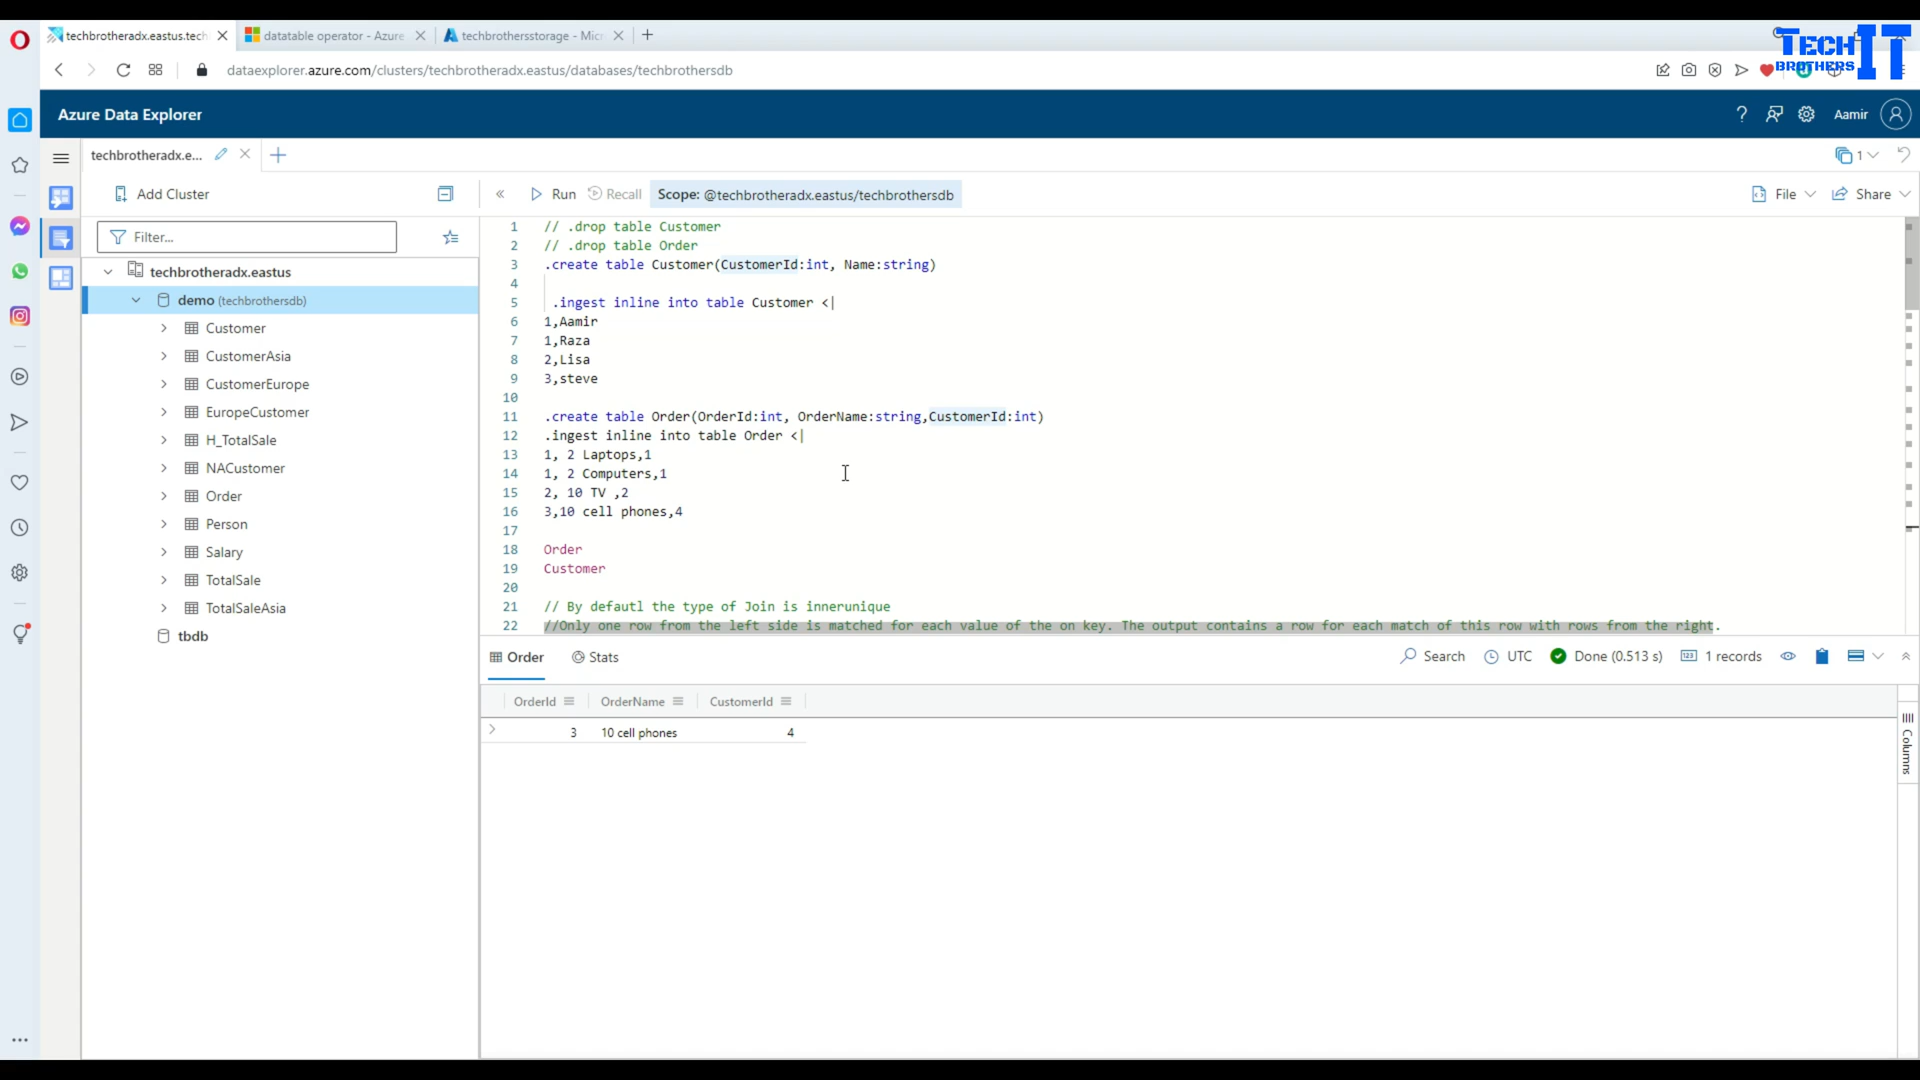 techbrotheradx.eastus.tech
datatable operator - Azure
techbrothersstorage - Mic
TECH BROTHERS IT
dataexplorer.azure.com/clusters/techbrotheradx.eastus/databases/techbrothersdb
Azure Data Explorer
? Aamir
techbrotheradx.e...
1
Add Cluster
Run Recall Scope: @techbrotheradx.eastus/techbrothersdb File Share
Filter...
techbrotheradx.eastus
demo (techbrothersdb)
Customer
CustomerAsia
CustomerEurope
EuropeCustomer
H_TotalSale
NACustomer
Order
Person
Salary
TotalSale
TotalSaleAsia
tbdb
1 // .drop table Customer
2 // .drop table Order
3 .create table Customer(CustomerId:int, Name:string)
4
5 .ingest inline into table Customer <|
6 1,Aamir
7 1,Raza
8 2,Lisa
9 3,steve
10
11 .create table Order(OrderId:int, OrderName:string,CustomerId:int)
12 .ingest inline into table Order <|
13 1, 2 Laptops,1
14 1, 2 Computers,1
15 2, 10 TV ,2
16 3,10 cell phones,4
17
18 Order
19 Customer
20
21 // By defautl the type of Join is innerunique
22 //Only one row from the left side is matched for each value of the on key. The output contains a row for each match of this row with rows from the right.
Order Stats Search UTC Done (0.513 s) 1 records
OrderId OrderName CustomerId
3 10 cell phones 4
Columns